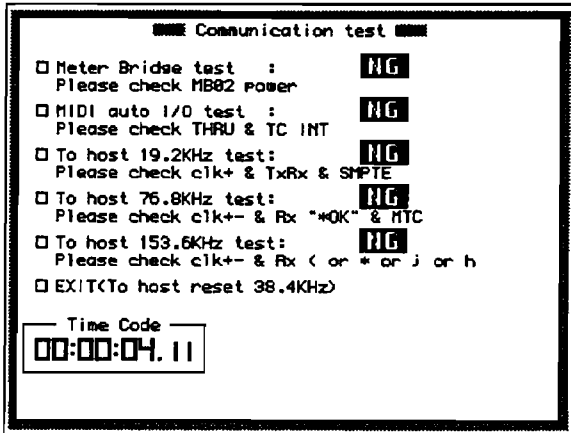 Communication test
Meter Bridge test : NG
Please check MB02 power
MIDI auto I/O test : NG
Please check THRU & TC INT
To host 19.2KHz test: NG
Please check clk+ & TxRx & SMPTE
To host 76.8KHz test: NG
Please check clk+- & Rx "*OK" & MTC
To host 153.6KHz test: NG
Please check clk+- & Rx ( or * or j or h
EXIT(To host reset 38.4KHz)
Time Code
00:00:04.11